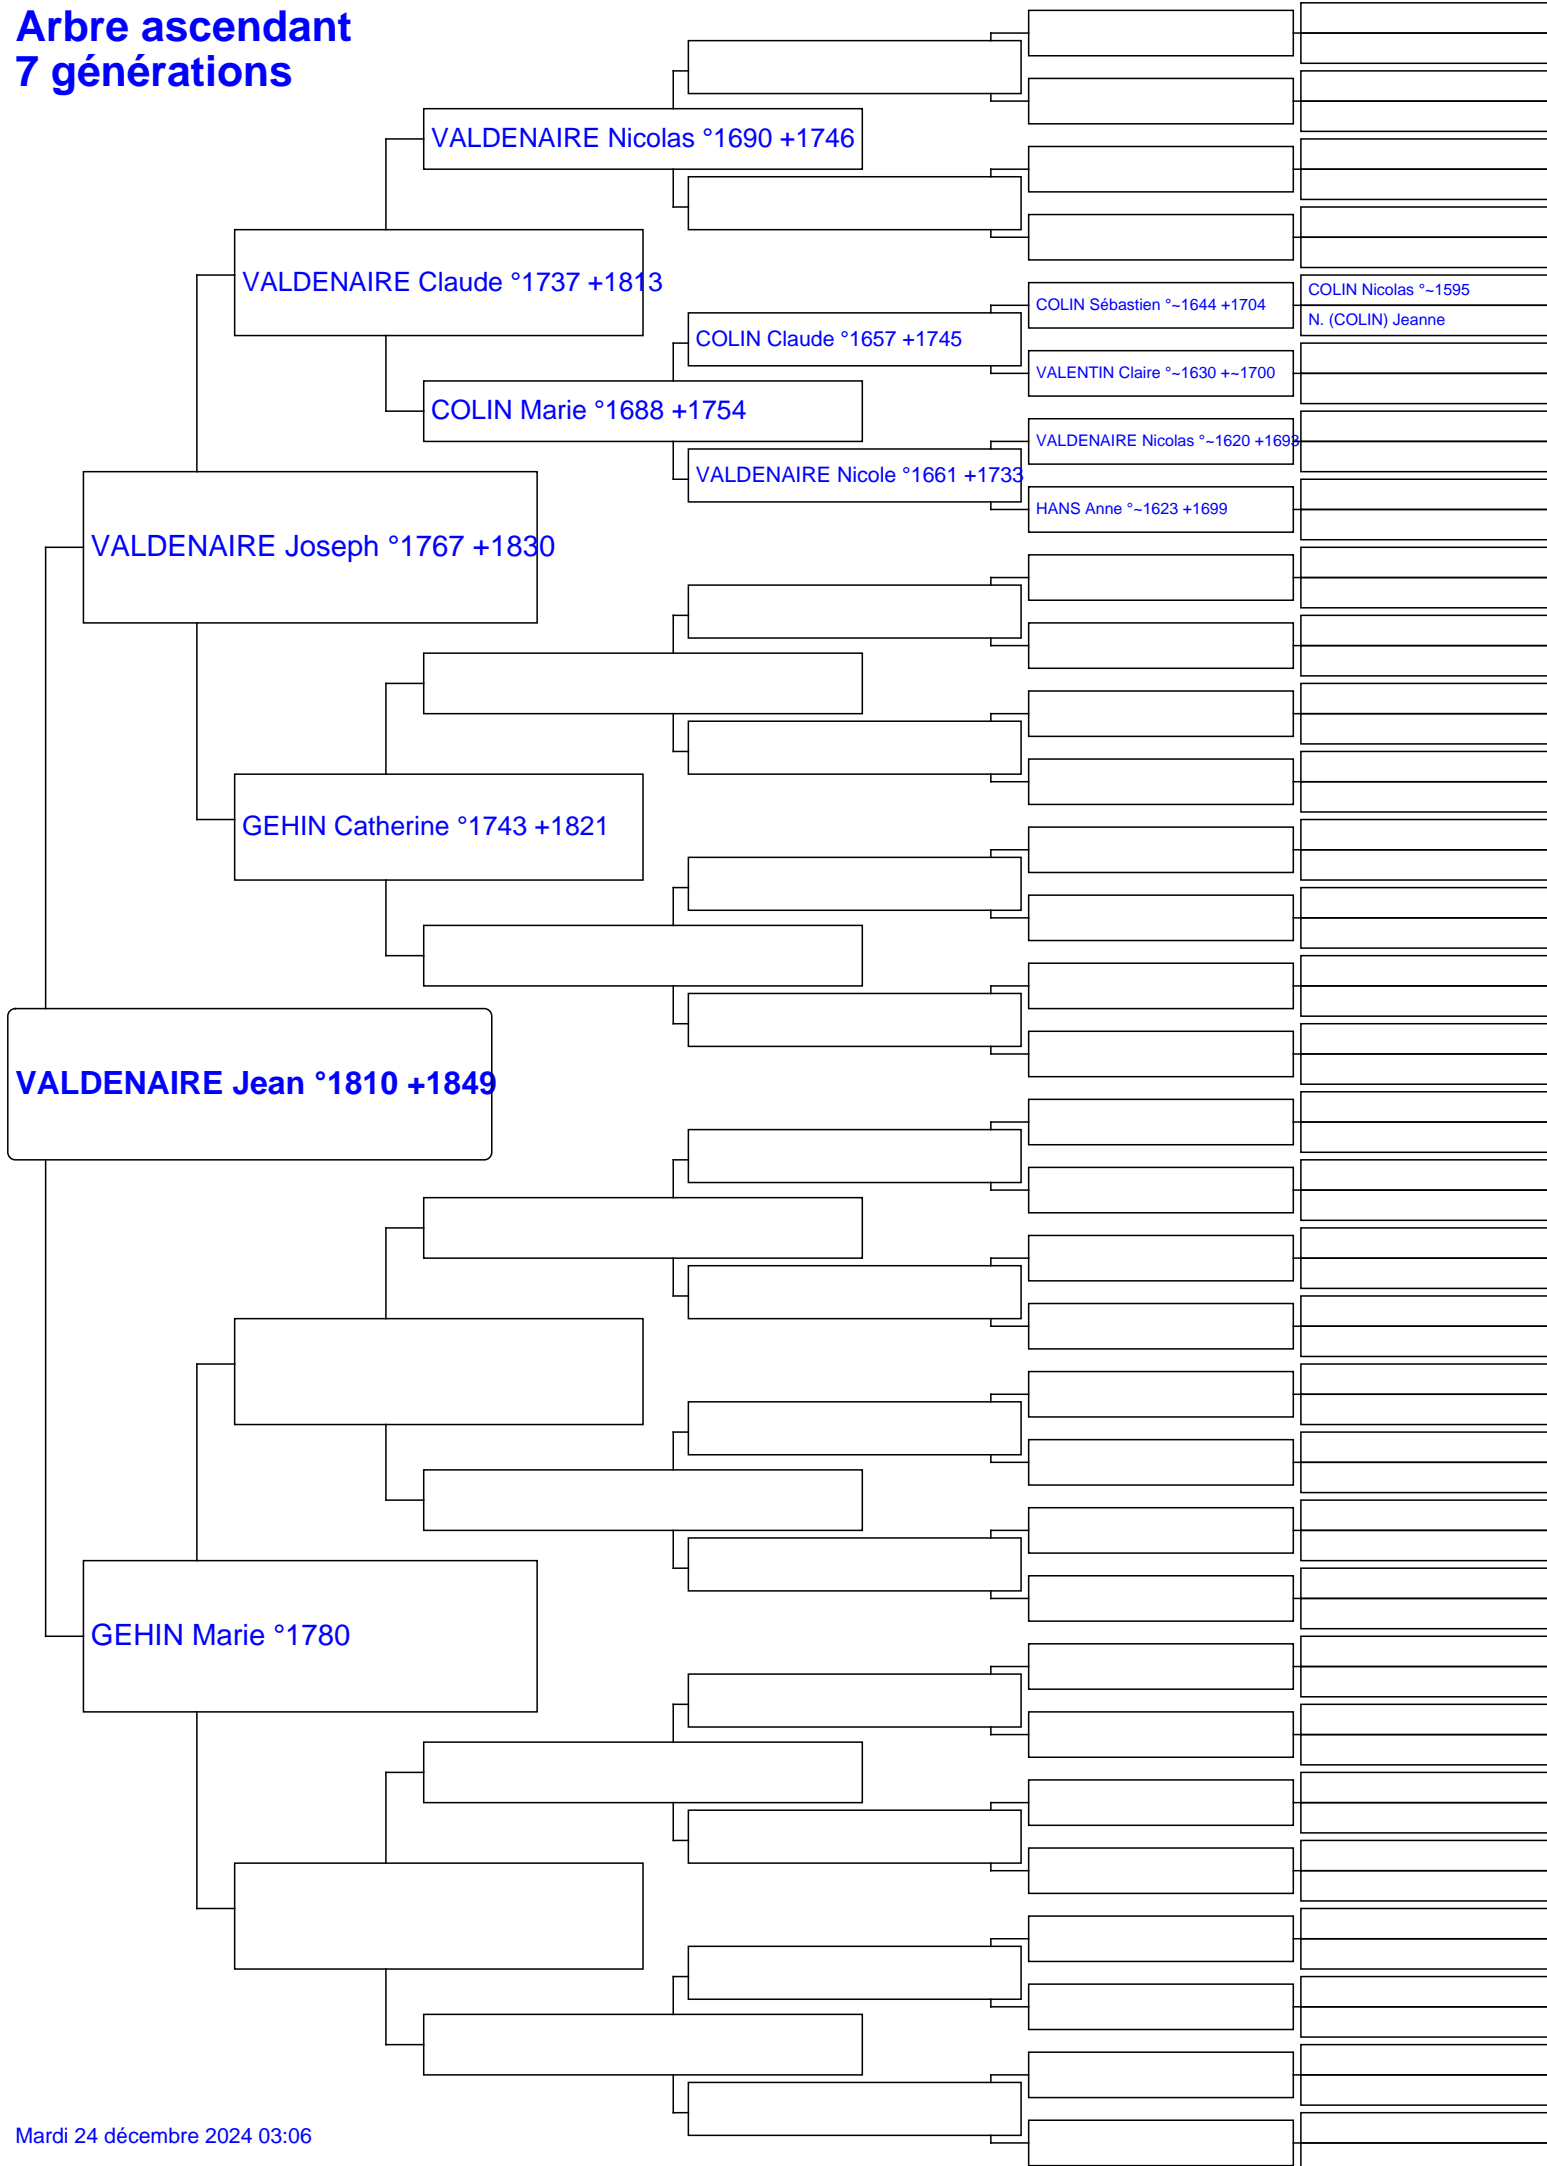 Arbre ascendant
7 générations
VALDENAIRE Nicolas °1690 +1746
VALDENAIRE Claude °1737 +1813
COLIN Sébastien °~1644 +1704
COLIN Nicolas °~1595
N. (COLIN) Jeanne
COLIN Claude °1657 +1745
VALENTIN Claire °~1630 +~1700
COLIN Marie °1688 +1754
VALDENAIRE Nicolas °~1620 +1693
VALDENAIRE Nicole °1661 +1733
HANS Anne °~1623 +1699
VALDENAIRE Joseph °1767 +1830
GEHIN Catherine °1743 +1821
VALDENAIRE Jean °1810 +1849
GEHIN Marie °1780
Mardi 24 décembre 2024 03:06